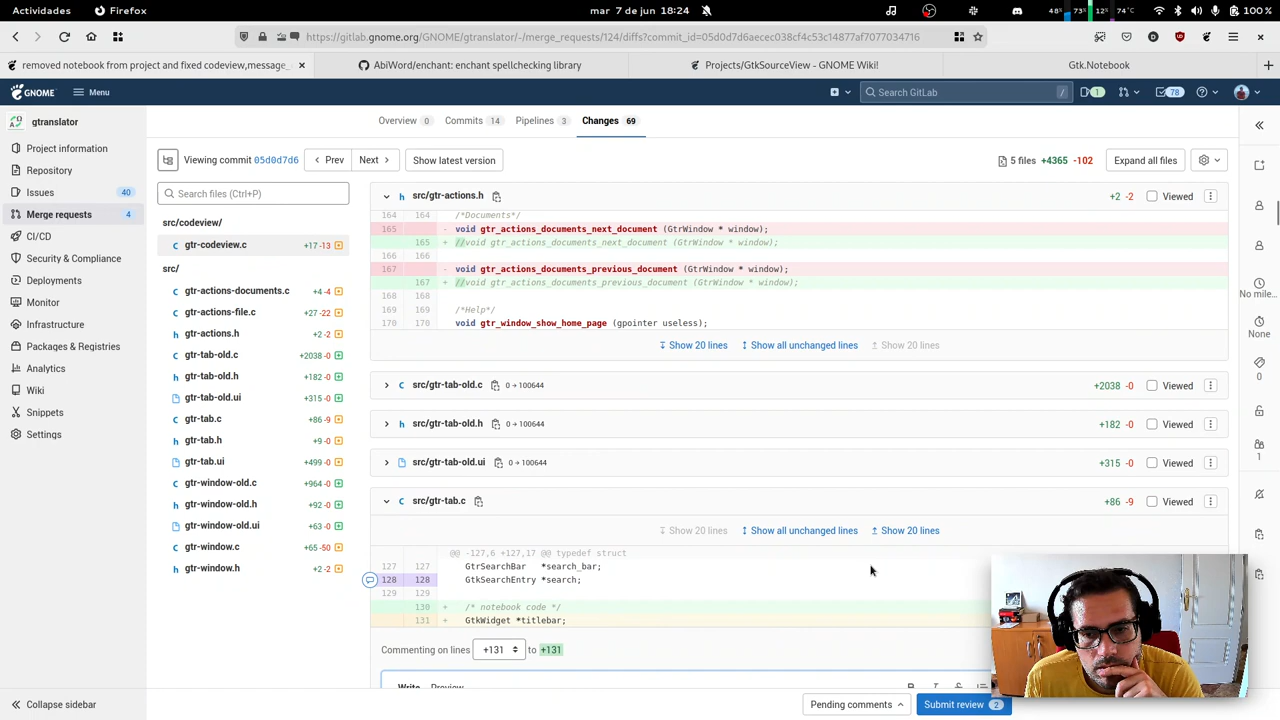 Actividades
Firefox
mar 7 de jun 18:24
48%
73%
12%
74°C
100 %
https://gitlab.gnome.org/GNOME/gtranslator/-/merge_requests/124/diffs?commit_id=05d0d7d6aecec038cf4c53c14877af7077034716
removed notebook from project and fixed codeview,message_
AbiWord/enchant: enchant spellchecking library
Projects/GtkSourceView - GNOME Wiki!
Gtk.Notebook
GNOME
Menu
Search GitLab
/
1
78
gtranslator
Project information
Repository
Issues 40
Merge requests 4
CI/CD
Security & Compliance
Deployments
Monitor
Infrastructure
Packages & Registries
Analytics
Wiki
Snippets
Settings
Collapse sidebar
Overview 0
Commits 14
Pipelines 3
Changes 69
Viewing commit 05d0d7d6
Prev
Next
Show latest version
5 files +4365 -102
Expand all files
Search files (Ctrl+P)
src/codeview/
gtr-codeview.c +17 -13
src/
gtr-actions-documents.c +4 -4
gtr-actions-file.c +27 -22
gtr-actions.h +2 -2
gtr-tab-old.c +2038 -0
gtr-tab-old.h +182 -0
gtr-tab-old.ui +315 -0
gtr-tab.c +86 -9
gtr-tab.h +9 -0
gtr-tab.ui +499 -0
gtr-window-old.c +964 -0
gtr-window-old.h +92 -0
gtr-window-old.ui +63 -0
gtr-window.c +65 -50
gtr-window.h +2 -2
src/gtr-actions.h
+2 -2 Viewed
164 164 /*Documents*/
165 - void gtr_actions_documents_next_document (GtrWindow * window);
165 + //void gtr_actions_documents_next_document (GtrWindow * window);
166 166
167 - void gtr_actions_documents_previous_document (GtrWindow * window);
167 + //void gtr_actions_documents_previous_document (GtrWindow * window);
168 168
169 169 /*Help*/
170 170 void gtr_window_show_home_page (gpointer useless);
Show 20 lines
Show all unchanged lines
Show 20 lines
src/gtr-tab-old.c 0 → 100644 +2038 -0 Viewed
src/gtr-tab-old.h 0 → 100644 +182 -0 Viewed
src/gtr-tab-old.ui 0 → 100644 +315 -0 Viewed
src/gtr-tab.c +86 -9 Viewed
Show 20 lines
Show all unchanged lines
Show 20 lines
@@ -127,6 +127,17 @@ typedef struct
127 127 GtrSearchBar *search_bar;
128 128 GtkSearchEntry *search;
129 129
130 + /* notebook code */
131 + GtkWidget *titlebar;
Commenting on lines +131 to +131
Write
Preview
Pending comments
Submit review 2
No mile...
None
0
1